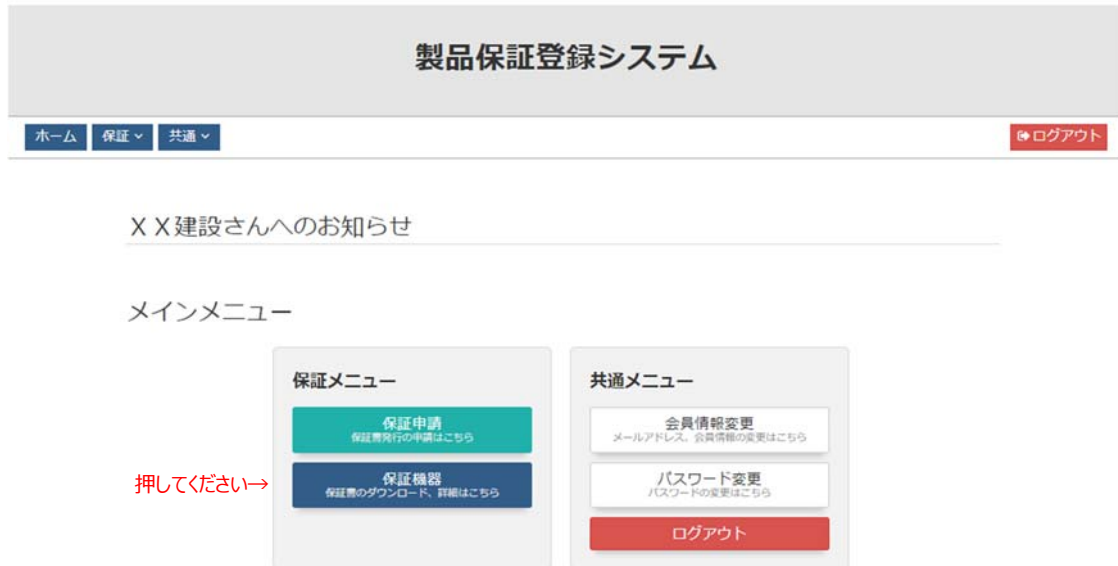 製品保証登録システム
ホーム 保証 共通 ログアウト
ＸＸ建設さんへのお知らせ
メインメニュー
保証メニュー
保証申請
保証書発行の申請はこちら
押してください→
保証機器
保証書のダウンロード、詳細はこちら
共通メニュー
会員情報変更
メールアドレス、会員情報の変更はこちら
パスワード変更
パスワードの変更はこちら
ログアウト